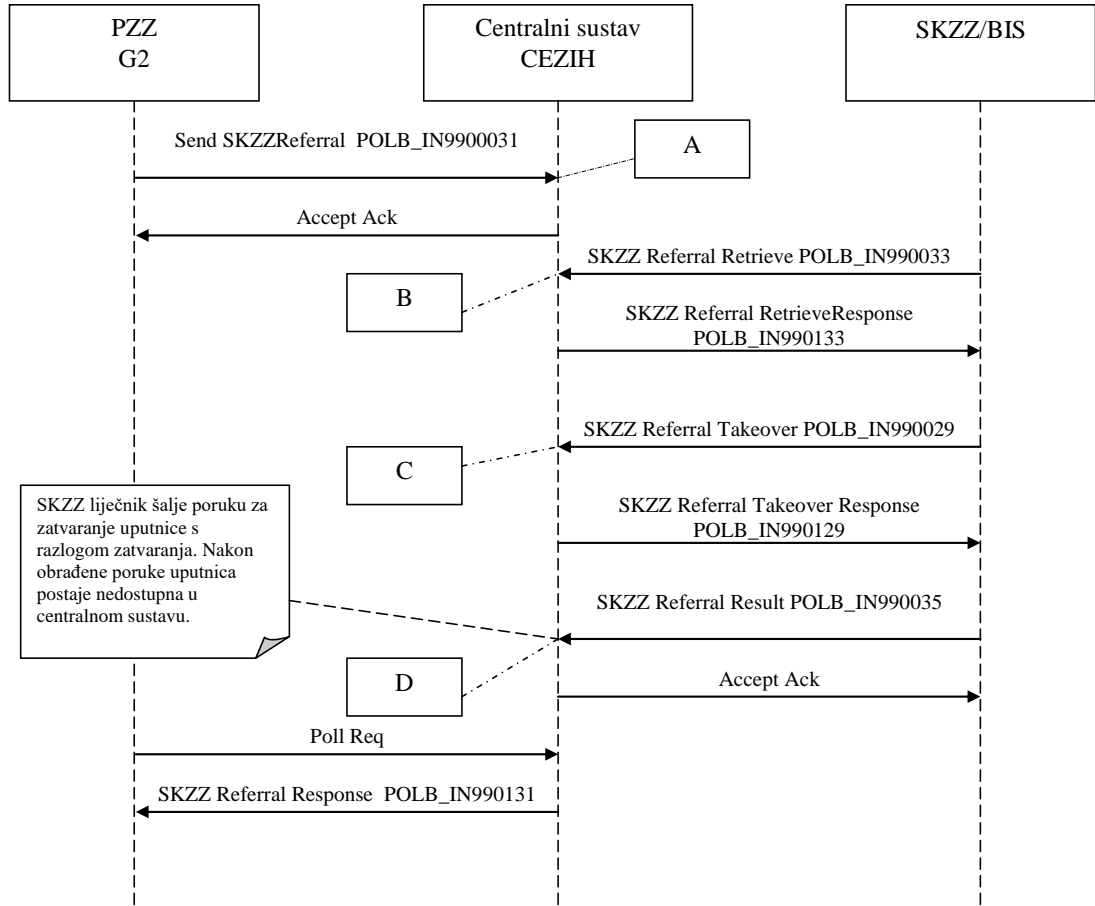 PZZ
G2
Centralni sustav
CEZIH
SKZZ/BIS
Send SKZZReferral POLB_IN9900031
A
Accept Ack
SKZZ Referral Retrieve POLB_IN990033
B
SKZZ Referral RetrieveResponse
POLB_IN990133
SKZZ Referral Takeover POLB_IN990029
C
SKZZ liječnik šalje poruku za
zatvaranje uputnice s
razlogom zatvaranja. Nakon
obrađene poruke uputnica
postaje nedostupna u
centralnom sustavu.
SKZZ Referral Takeover Response
POLB_IN990129
SKZZ Referral Result POLB_IN990035
D
Accept Ack
Poll Req
SKZZ Referral Response POLB_IN990131